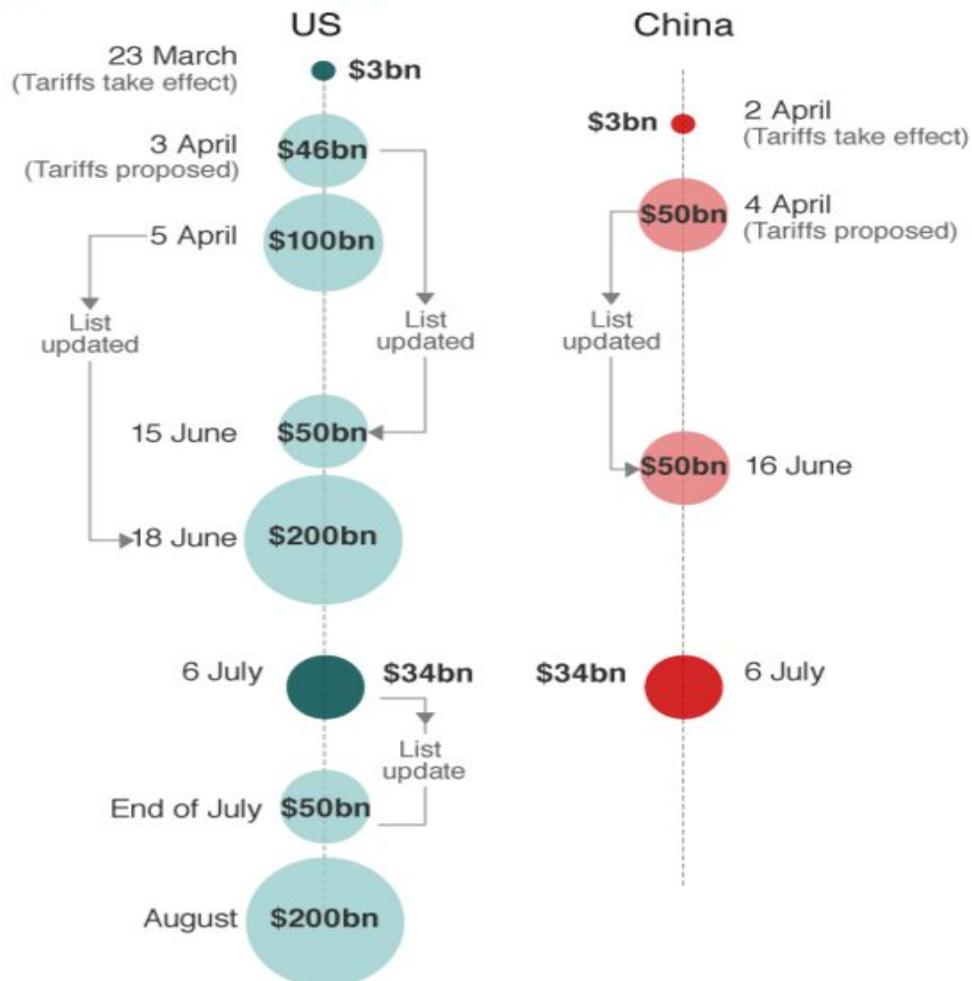 US
China
23 March
(Tariffs take effect)
$3bn
$3bn
2 April
(Tariffs take effect)
3 April
(Tariffs proposed)
$46bn
$50bn
4 April
(Tariffs proposed)
5 April
$100bn
List
updated
List
updated
List
updated
15 June
$50bn
$50bn
16 June
18 June
$200bn
6 July
$34bn
$34bn
6 July
List
update
End of July
$50bn
August
$200bn